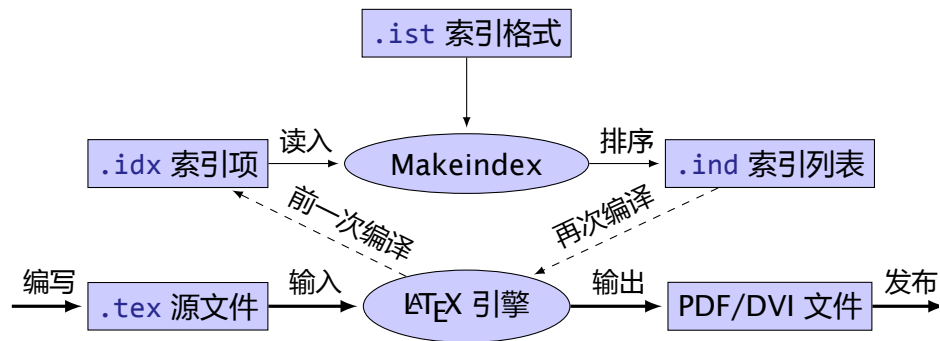 .ist 索引格式
读入
排序
.idx 索引项
Makeindex
.ind 索引列表
前一次编译
再次编译
编写
输入
输出
发布
.tex 源文件
LATEX 引擎
PDF/DVI 文件